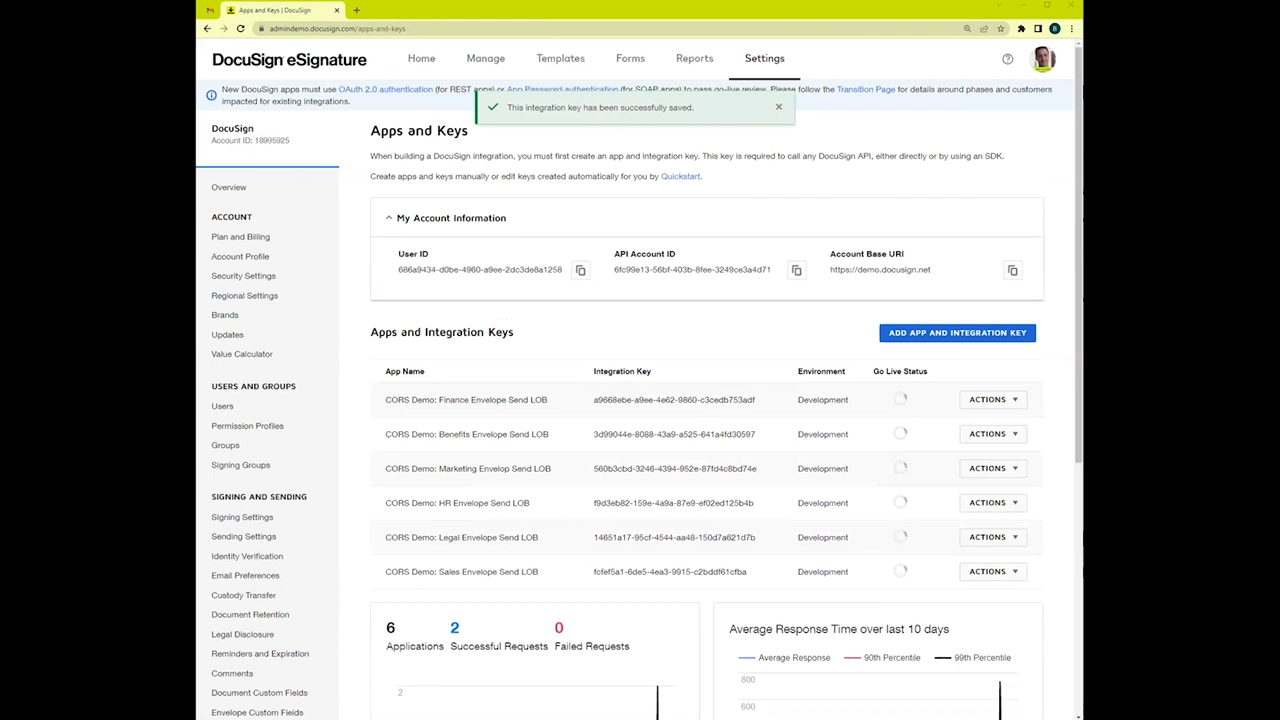 Apps and Keys | DocuSign
admindemo.docusign.com/apps-and-keys
B
DocuSign eSignature
Home
Manage
Templates
Forms
Reports
Settings
New DocuSign apps must use OAuth 2.0 authentication (for REST apps) or App Password authentication (for SOAP apps) to pass go-live review. Please follow the Transition Page for details around phases and customers
impacted for existing integrations.
This integration key has been successfully saved.
DocuSign
Account ID: 18995925
Overview
ACCOUNT
Plan and Billing
Account Profile
Security Settings
Regional Settings
Brands
Updates
Value Calculator
USERS AND GROUPS
Users
Permission Profiles
Groups
Signing Groups
SIGNING AND SENDING
Signing Settings
Sending Settings
Identity Verification
Email Preferences
Custody Transfer
Document Retention
Legal Disclosure
Reminders and Expiration
Comments
Document Custom Fields
Envelope Custom Fields
Apps and Keys
When building a DocuSign integration, you must first create an app and integration key. This key is required to call any DocuSign API, either directly or by using an SDK.
Create apps and keys manually or edit keys created automatically for you by Quickstart.
My Account Information
User ID API Account ID Account Base URI
686a9434-d0be-4960-a9ee-2dc3de8a1258 6fc99e13-56bf-403b-8fee-3249ce3a4d71 https://demo.docusign.net
Apps and Integration Keys
ADD APP AND INTEGRATION KEY
App Name Integration Key Environment Go Live Status
CORS Demo: Finance Envelope Send LOB a9668ebe-a9ee-4e62-9860-c3cedb753adf Development ACTIONS
CORS Demo: Benefits Envelope Send LOB 3d99044e-8088-43a9-a525-641a4fd30597 Development ACTIONS
CORS Demo: Marketing Envelop Send LOB 560b3cbd-3246-4394-952e-87fd4c8bd74e Development ACTIONS
CORS Demo: HR Envelope Send LOB f9d3eb82-159e-4a9a-87e9-ef02ed125b4b Development ACTIONS
CORS Demo: Legal Envelope Send LOB 14651a17-95cf-4544-aa48-150d7a621d7b Development ACTIONS
CORS Demo: Sales Envelope Send LOB fcfef5a1-6de5-4ea3-9915-c2bddf61cfba Development ACTIONS
6 2 0
Applications Successful Requests Failed Requests
2
Average Response Time over last 10 days
Average Response 90th Percentile 99th Percentile
800
600